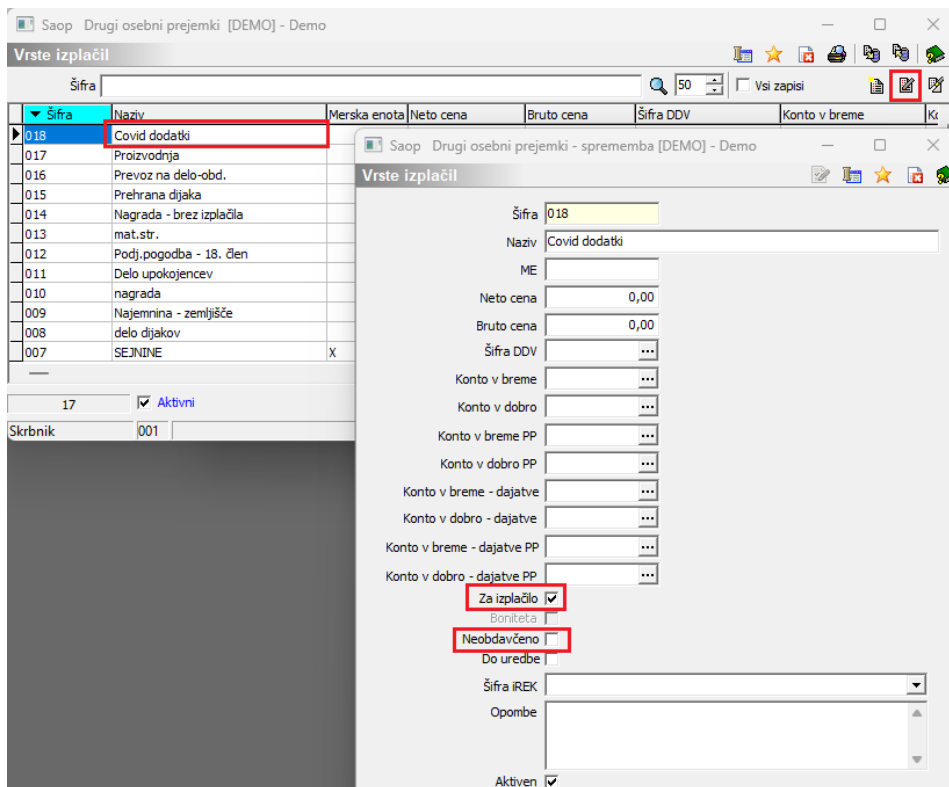 Saop Drugi osebni prejemki [DEMO] - Demo
Vrste izplačil
Šifra
50
Vsi zapisi
Šifra Naziv Merska enota Neto cena Bruto cena Šifra DDV Konto v breme
018 Covid dodatki
017 Proizvodnja
016 Prevoz na delo-obd.
015 Prehrana dijaka
014 Nagrada - brez izplačila
013 mat.str.
012 Podj.pogodba - 18. člen
011 Delo upokojencev
010 nagrada
009 Najemnina - zemljišče
008 delo dijakov
007 SEJNINE X
17 Aktivni
Skrbnik 001
Saop Drugi osebni prejemki - sprememba [DEMO] - Demo
Vrste izplačil
Šifra 018
Naziv Covid dodatki
ME
Neto cena 0,00
Bruto cena 0,00
Šifra DDV ...
Konto v breme ...
Konto v dobro ...
Konto v breme PP ...
Konto v dobro PP ...
Konto v breme - dajatve ...
Konto v dobro - dajatve ...
Konto v breme - dajatve PP ...
Konto v dobro - dajatve PP ...
Za izplačilo
Boniteta
Neobdavčeno
Do uredbe
Šifra iREK
Opombe
Aktiven